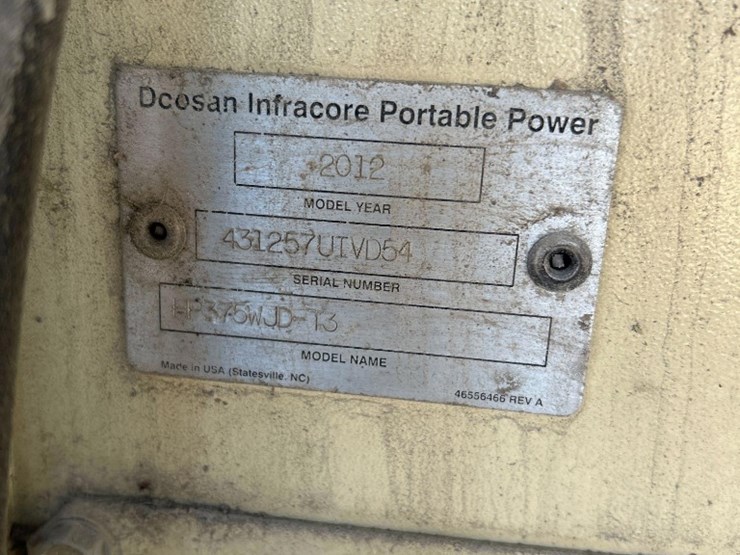 Doosan Infracore Portable Power
2012
MODEL YEAR
431257UIVD54
SERIAL NUMBER
HP375WJD-T3
MODEL NAME
Made in USA (Statesville, NC)
46556466 REV A